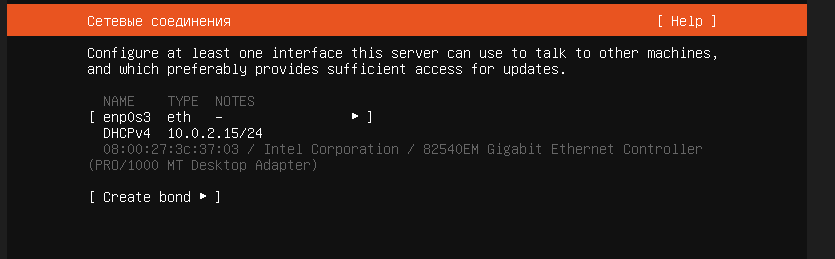 Сетевые соединения [ Help ]
Configure at least one interface this server can use to talk to other machines,
and which preferably provides sufficient access for updates.
NAME TYPE NOTES
[ enp0s3 eth - ▸ ]
DHCPv4 10.0.2.15/24
08:00:27:3c:37:03 / Intel Corporation / 82540EM Gigabit Ethernet Controller
(PRO/1000 MT Desktop Adapter)
[ Create bond ▸ ]